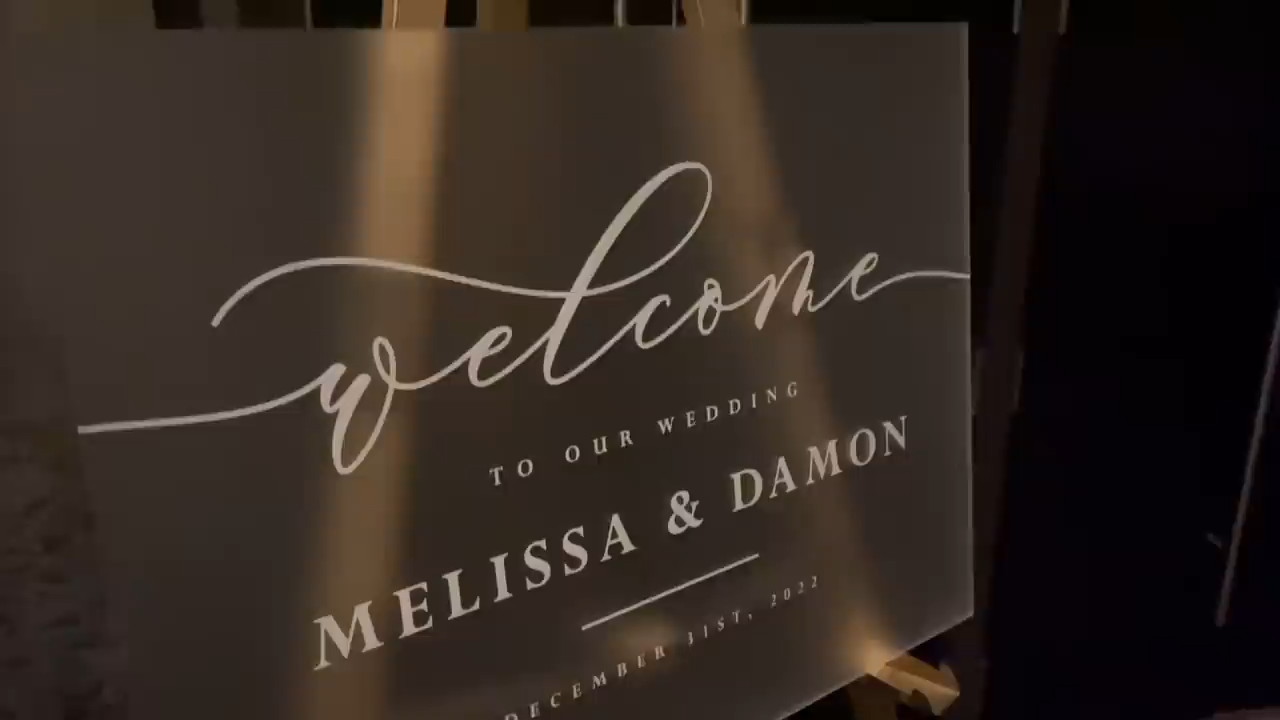 welcome
TO OUR WEDDING
MELISSA & DAMON
DECEMBER 31ST, 2022